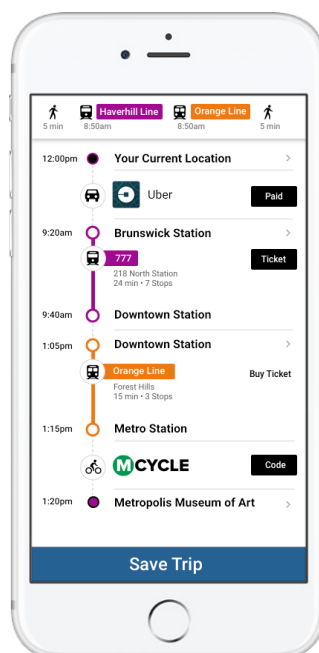 Haverhill Line
Orange Line
5 min
8:50am
8:50am
5 min
12:00pm
Your Current Location
Uber
Paid
9:20am
Brunswick Station
777
Ticket
218 North Station
24 min • 7 Stops
9:40am
Downtown Station
1:05pm
Downtown Station
Orange Line
Buy Ticket
Forest Hills
15 min • 3 Stops
1:15pm
Metro Station
MCYCLE
Code
1:20pm
Metropolis Museum of Art
Save Trip